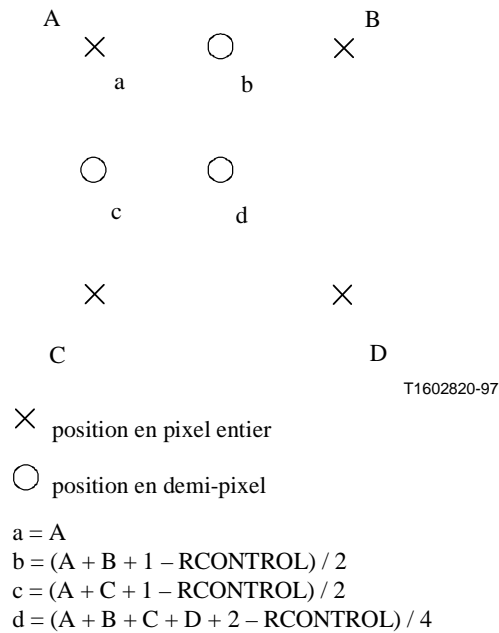 A B
a b
c d
C D
T1602820-97
position en pixel entier
position en demi-pixel
a = A
b = (A + B + 1 – RCONTROL) / 2
c = (A + C + 1 – RCONTROL) / 2
d = (A + B + C + D + 2 – RCONTROL) / 4